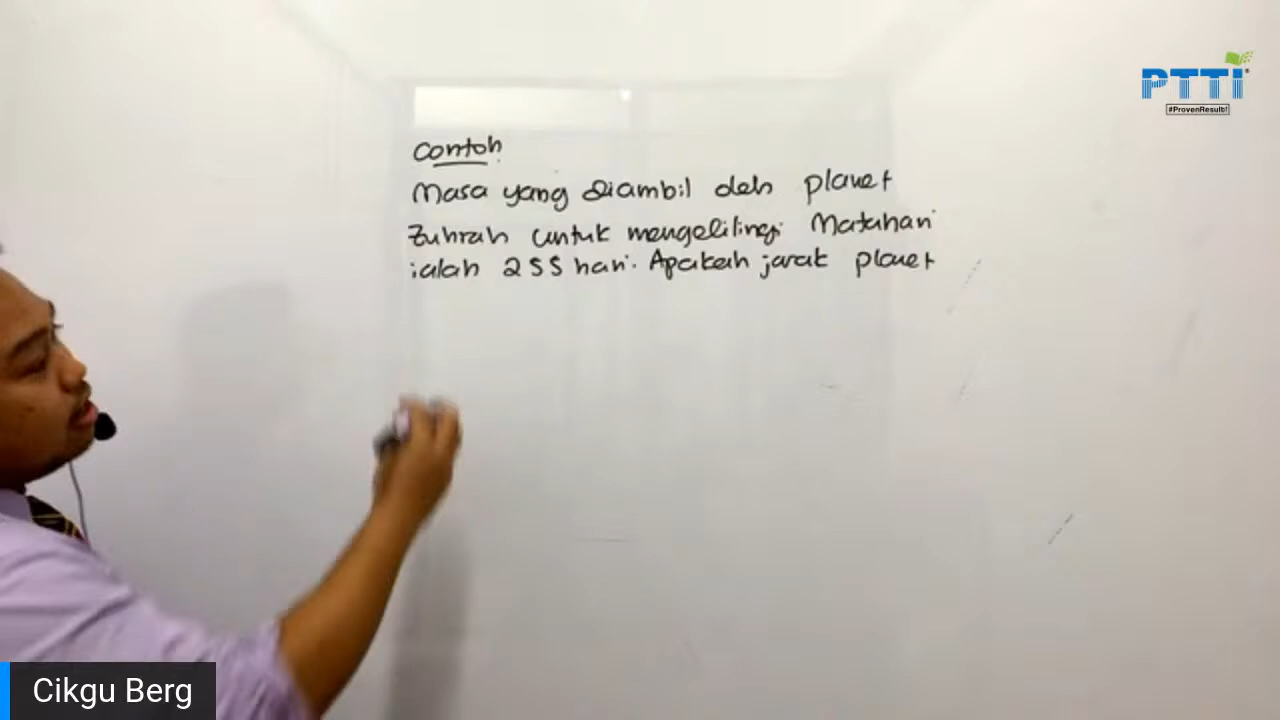 PTTI
#ProvenResult!
Contoh
Masa yang diambil oleh planet
Zuhrah untuk mengelilingi Matahari
ialah 255 hari. Apakah jarak planet
Cikgu Berg